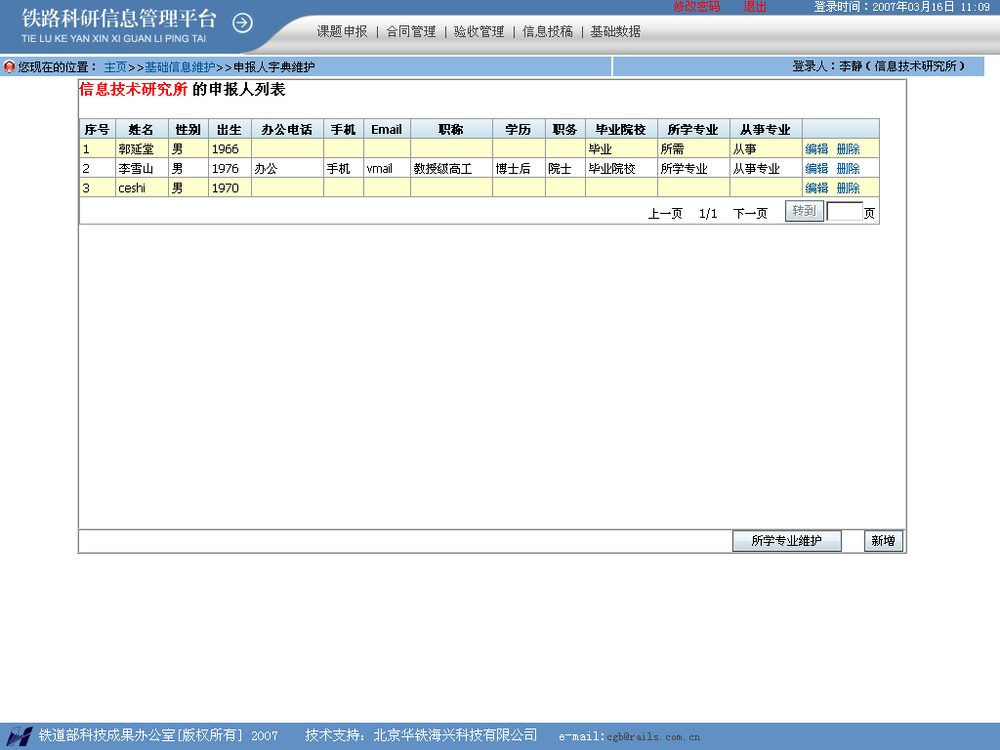 铁路科研信息管理平台
TIE LU KE YAN XIN XI GUAN LI PING TAI
修改密码 退出 登录时间：2007年03月16日 11:09
课题申报 | 合同管理 | 验收管理 | 信息投稿 | 基础数据
您现在的位置： 主页>>基础信息维护>>申报人字典维护 登录人：李静(信息技术研究所)
信息技术研究所 的申报人列表
序号 姓名 性别 出生 办公电话 手机 Email 职称 学历 职务 毕业院校 所学专业 从事专业
1 郭延堂 男 1966 毕业 所需 从事 编辑 删除
2 李雪山 男 1976 办公 手机 vmail 教授级高工 博士后 院士 毕业院校 所学专业 从事专业 编辑 删除
3 ceshi 男 1970 编辑 删除
上一页 1/1 下一页 转到 页
所学专业维护 新增
铁道部科技成果办公室[版权所有] 2007 技术支持：北京华铁海兴科技有限公司 e-mail:cgb@rails.com.cn